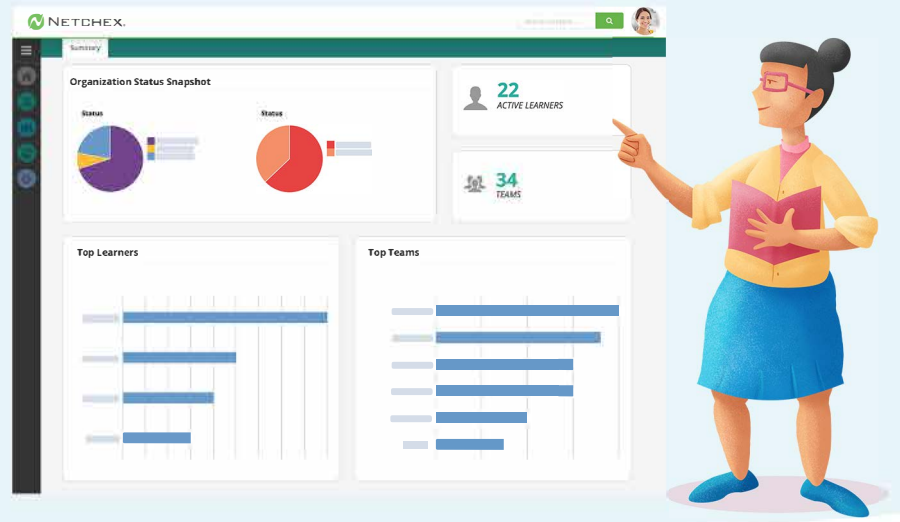 NETCHEX.
Summary
Organization Status Snapshot
Status
Status
22
ACTIVE LEARNERS
34
TEAMS
Top Learners
Top Teams